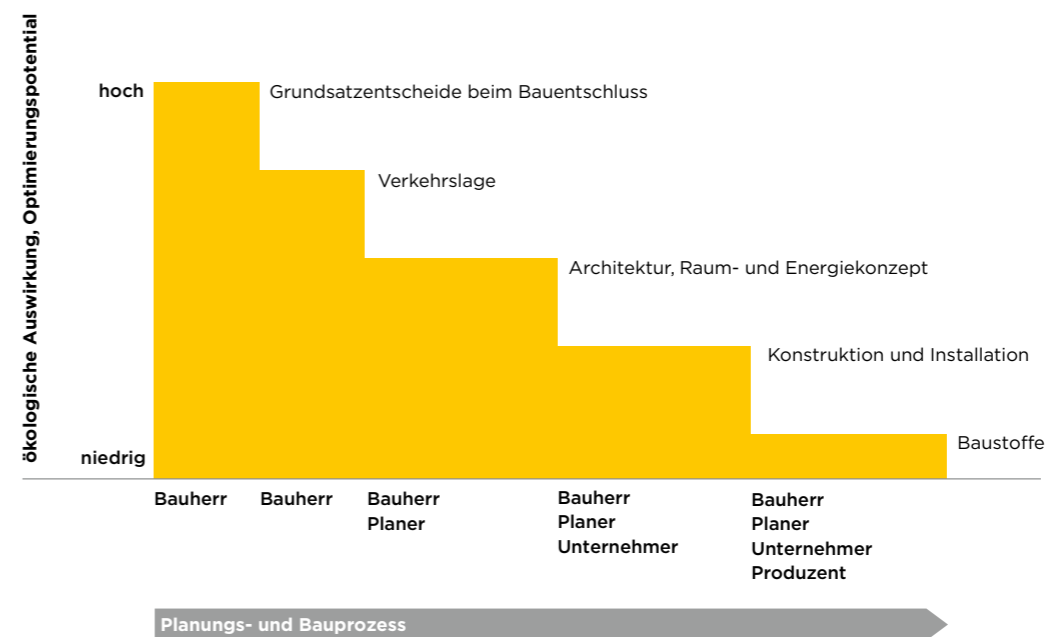 ökologische Auswirkung, Optimierungspotential
hoch
Grundsatzentscheide beim Bauentschluss
Verkehrslage
Architektur, Raum- und Energiekonzept
Konstruktion und Installation
Baustoffe
niedrig
Bauherr
Bauherr
Bauherr
Planer
Bauherr
Planer
Unternehmer
Bauherr
Planer
Unternehmer
Produzent
Planungs- und Bauprozess